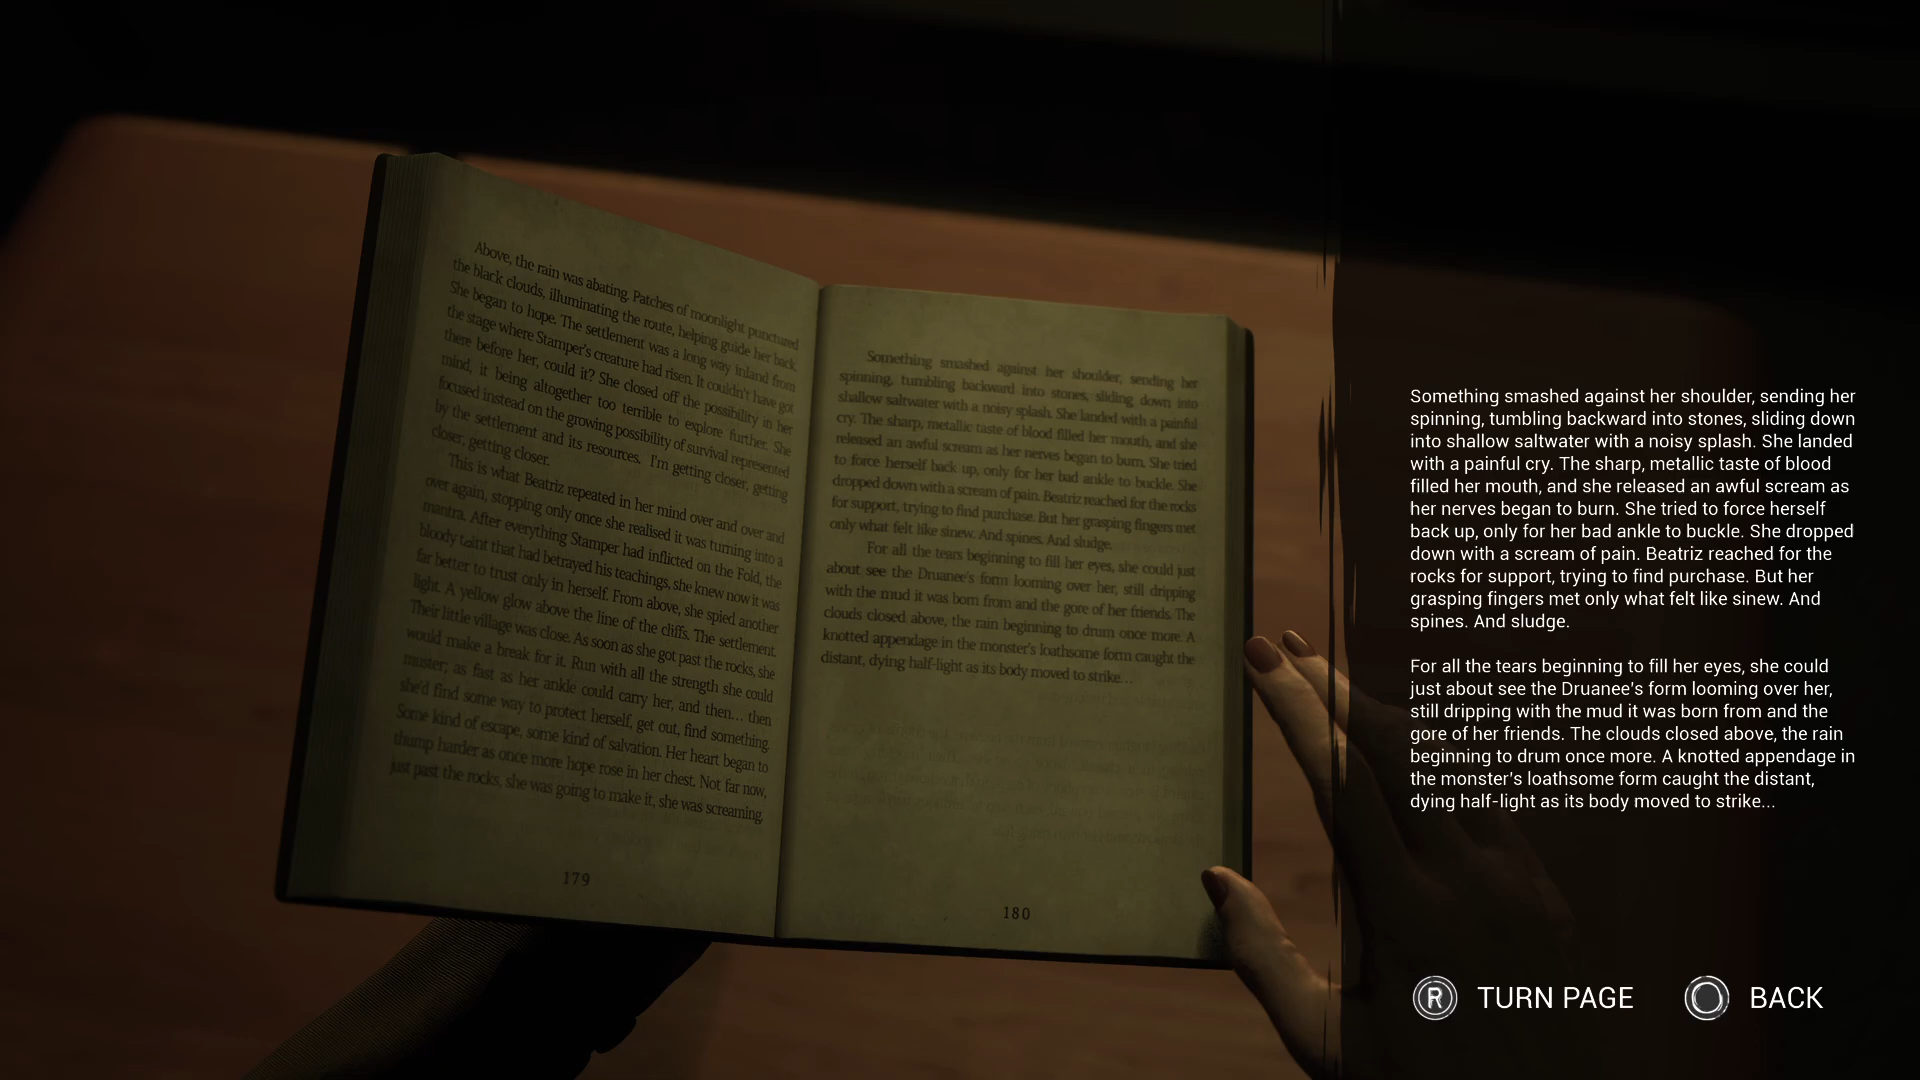 Above, the rain was abating. Patches of moonlight punctured
the black clouds, illuminating the route, helping guide her back.
She began to hope. The settlement was a long way inland from
the stage where Stamper's creature had risen. It couldn't have got
there before her, could it? She closed off the possibility in her
mind, it being altogether too terrible to explore further. She
focused instead on the growing possibility of survival represented
by the settlement and its resources. I'm getting closer, getting
closer, getting closer.
This is what Beatriz repeated in her mind over and over and
over again, stopping only once she realised it was turning into a
mantra. After everything Stamper had inflicted on the Fold, the
bloody taint that had betrayed his teachings, she knew now it was
far better to trust only in herself. From above, she spied another
light. A yellow glow above the line of the cliffs. The settlement.
Their little village was close. As soon as she got past the rocks, she
would make a break for it. Run with all the strength she could
muster; as fast as her ankle could carry her, and then... then
she'd find some way to protect herself, get out, find something.
Some kind of escape, some kind of salvation. Her heart began to
thump harder as once more hope rose in her chest. Not far now,
just past the rocks, she was going to make it, she was screaming.
179
Something smashed against her shoulder, sending her
spinning, tumbling backward into stones, sliding down into
shallow saltwater with a noisy splash. She landed with a painful
cry. The sharp, metallic taste of blood filled her mouth, and she
released an awful scream as her nerves began to burn. She tried
to force herself back up, only for her bad ankle to buckle. She
dropped down with a scream of pain. Beatriz reached for the rocks
for support, trying to find purchase. But her grasping fingers met
only what felt like sinew. And spines. And sludge.
For all the tears beginning to fill her eyes, she could just
about see the Druanee's form looming over her, still dripping
with the mud it was born from and the gore of her friends. The
clouds closed above, the rain beginning to drum once more. A
knotted appendage in the monster's loathsome form caught the
distant, dying half-light as its body moved to strike...
180
Something smashed against her shoulder, sending her
spinning, tumbling backward into stones, sliding down
into shallow saltwater with a noisy splash. She landed
with a painful cry. The sharp, metallic taste of blood
filled her mouth, and she released an awful scream as
her nerves began to burn. She tried to force herself
back up, only for her bad ankle to buckle. She dropped
down with a scream of pain. Beatriz reached for the
rocks for support, trying to find purchase. But her
grasping fingers met only what felt like sinew. And
spines. And sludge.
For all the tears beginning to fill her eyes, she could
just about see the Druanee's form looming over her,
still dripping with the mud it was born from and the
gore of her friends. The clouds closed above, the rain
beginning to drum once more. A knotted appendage in
the monster's loathsome form caught the distant,
dying half-light as its body moved to strike...
R TURN PAGE
BACK